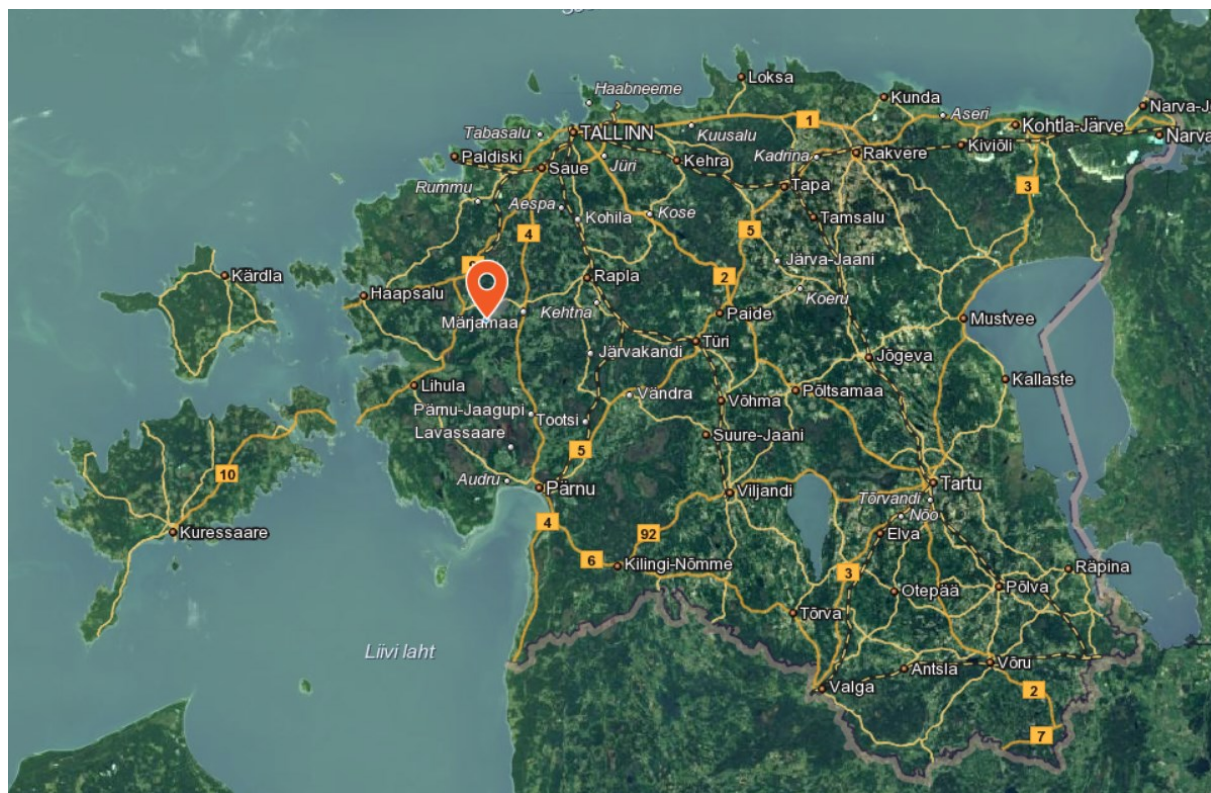 Haabneeme
Loksa
Kunda
Aseri
Narva-Jo
Tabasalu
TALLINN
1
Kuusalu
Kohtla-Järve
Narva
Paldiski
Saue
Jüri
Kehra
Kadrina
Rakvere
Kiviõli
Rummu
Aespa
Kohila
Kose
Tapa
3
Tamsalu
4
5
Kärdla
9
Rapla
2
Järva-Jaani
Haapsalu
Koeru
Märjamaa
Kehtna
Paide
Mustvee
Türi
Järvakandi
Jõgeva
Lihula
Vändra
Võhma
Põltsamaa
Kallaste
Pärnu-Jaagupi
Tootsi
Lavassaare
Suure-Jaani
5
10
Audru
Pärnu
Viljandi
Tartu
Tõrvandi
Nõo
Kuressaare
4
92
Elva
6
Kilingi-Nõmme
3
Räpina
Otepää
Põlva
Tõrva
Liivi laht
Antsla
Võru
Valga
2
7